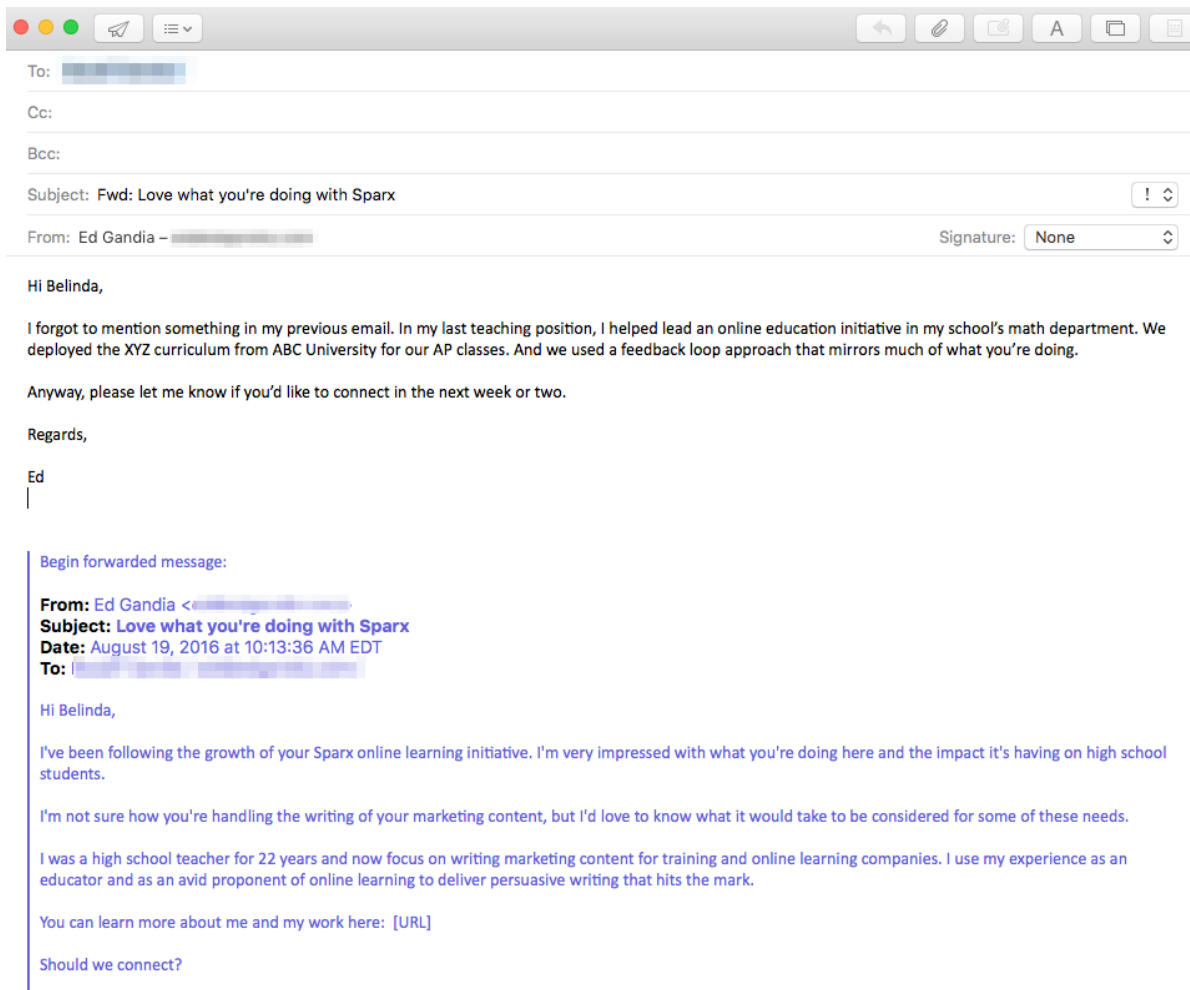 To:
Cc:
Bcc:
Subject: Fwd: Love what you're doing with Sparx
!
From: Ed Gandia –
Signature: None
Hi Belinda,
I forgot to mention something in my previous email. In my last teaching position, I helped lead an online education initiative in my school’s math department. We
deployed the XYZ curriculum from ABC University for our AP classes. And we used a feedback loop approach that mirrors much of what you’re doing.
Anyway, please let me know if you’d like to connect in the next week or two.
Regards,
Ed
Begin forwarded message:
From: Ed Gandia <
Subject: Love what you're doing with Sparx
Date: August 19, 2016 at 10:13:36 AM EDT
To:
Hi Belinda,
I've been following the growth of your Sparx online learning initiative. I'm very impressed with what you're doing here and the impact it's having on high school
students.
I'm not sure how you're handling the writing of your marketing content, but I'd love to know what it would take to be considered for some of these needs.
I was a high school teacher for 22 years and now focus on writing marketing content for training and online learning companies. I use my experience as an
educator and as an avid proponent of online learning to deliver persuasive writing that hits the mark.
You can learn more about me and my work here:  [URL]
Should we connect?